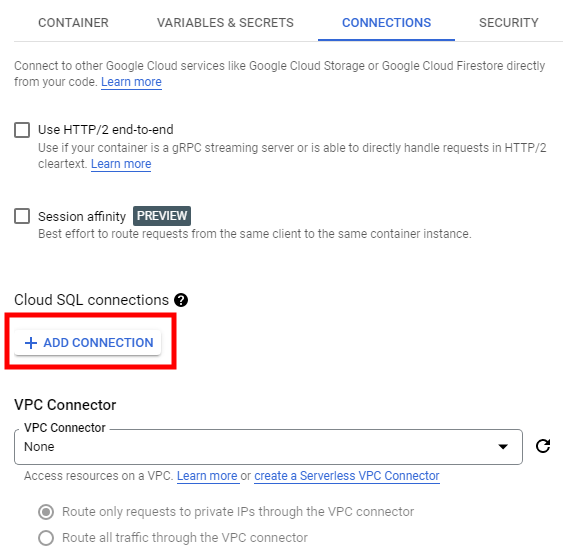 CONTAINER VARIABLES & SECRETS CONNECTIONS SECURITY
Connect to other Google Cloud services like Google Cloud Storage or Google Cloud Firestore directly
from your code. Learn more
Use HTTP/2 end-to-end
Use if your container is a gRPC streaming server or is able to directly handle requests in HTTP/2
cleartext. Learn more
Session affinity PREVIEW
Best effort to route requests from the same client to the same container instance.
Cloud SQL connections ?
+ ADD CONNECTION
VPC Connector
VPC Connector
None
Access resources on a VPC. Learn more or create a Serverless VPC Connector
Route only requests to private IPs through the VPC connector
Route all traffic through the VPC connector